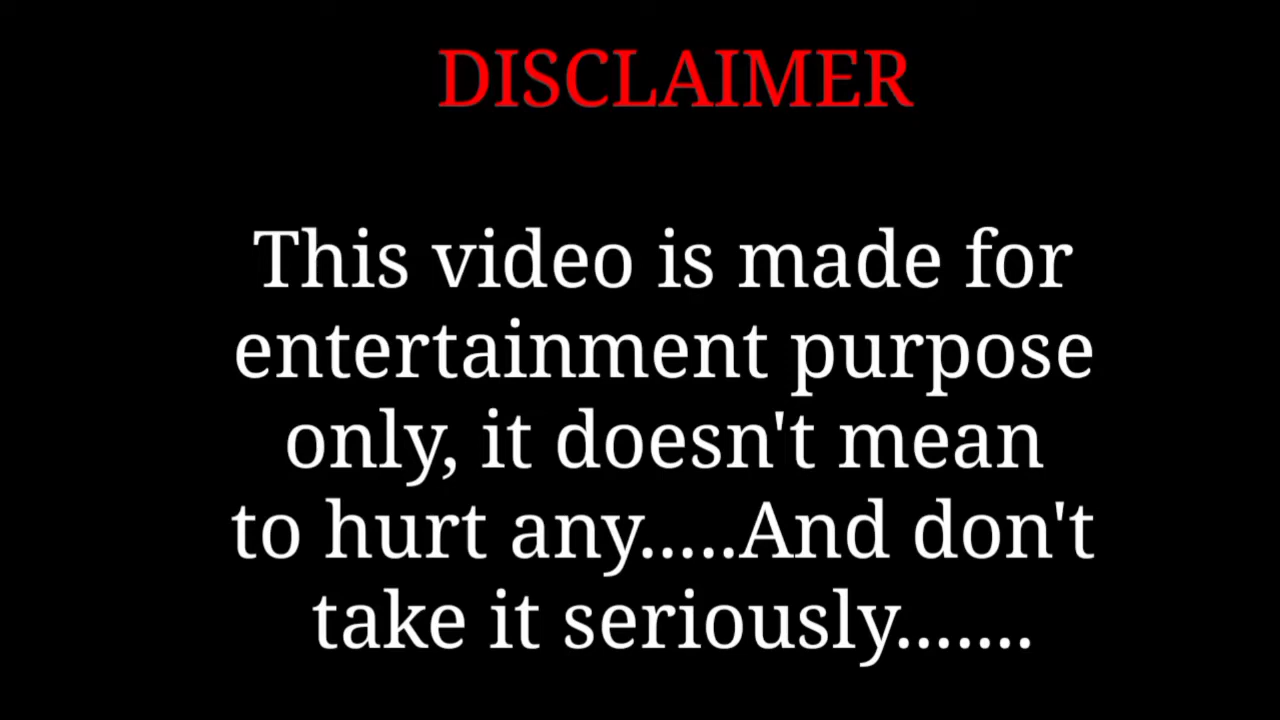 DISCLAIMER
This video is made for
entertainment purpose
only, it doesn't mean
to hurt any.....And don't
take it seriously.......